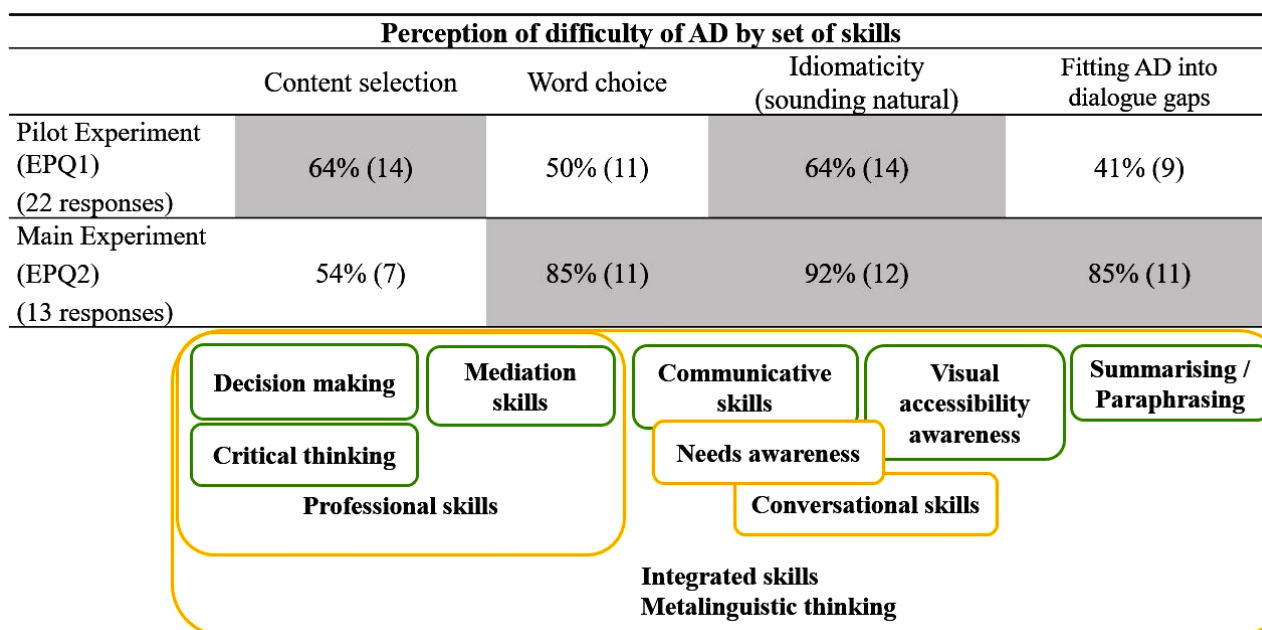 Perception of difficulty of AD by set of skills
Content selection
Word choice
Idiomaticity
(sounding natural)
Fitting AD into
dialogue gaps
Pilot Experiment
(EPQ1)
(22 responses)
64% (14)
50% (11)
64% (14)
41% (9)
Main Experiment
(EPQ2)
(13 responses)
54% (7)
85% (11)
92% (12)
85% (11)
Decision making
Mediation
skills
Critical thinking
Professional skills
Communicative
skills
Visual
accessibility
awareness
Summarising /
Paraphrasing
Needs awareness
Conversational skills
Integrated skills
Metalinguistic thinking